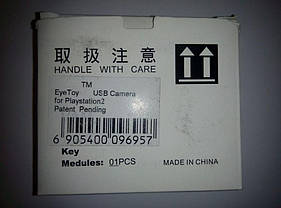 取扱注意
HANDLE WITH CARE
TM
EyeToy USB Camera
for Playstation2
Patent Pending
6 905400 096957
Key
Medules: 01PCS
MADE IN CHINA